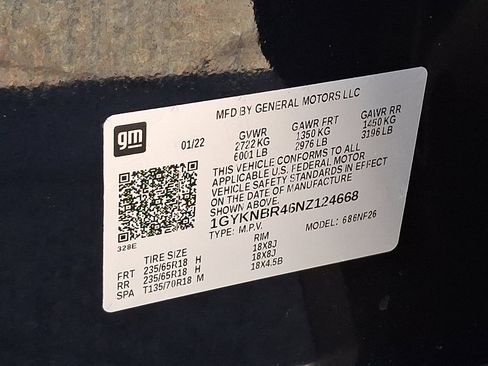 MFD BY GENERAL MOTORS LLC
gm
01/22 GVWR GAWR FRT GAWR RR
2722 KG 1350 KG 1450 KG
6001 LB 2976 LB 3196 LB
THIS VEHICLE CONFORMS TO ALL
APPLICABLE U.S. FEDERAL MOTOR
VEHICLE SAFETY STANDARDS IN EFFECT
ON THE DATE OF MANUFACTURE
SHOWN ABOVE.
1GYKNBR46NZ124668
TYPE: M.P.V. MODEL: 686NF26
328E
TIRE SIZE RIM
FRT 235/65R18 H 18X8J
RR 235/65R18 H 18X8J
SPA T135/70R18 M 18X4.5B